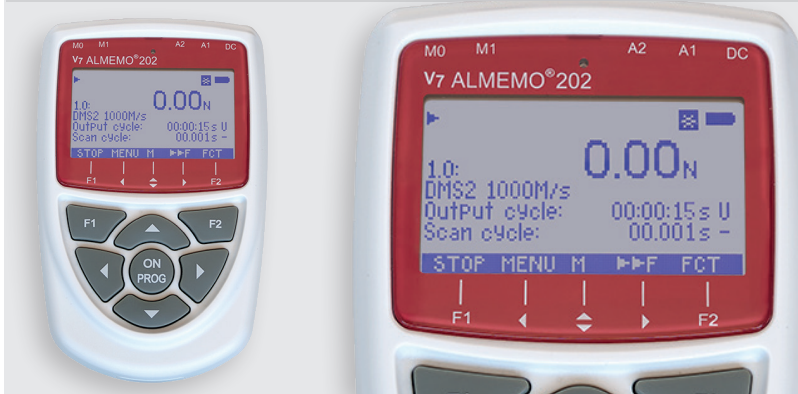 M0 M1 A2 A1 DC
V7 ALMEMO®202
0.00N
1.0:
DMS2 1000M/s
OutPut cycle: 00:00:15s U
Scan cycle: 00.001s -
STOP MENU M ▶▶F FCT
F1 ◀ ▲▼ ▶ F2
F1 F2
ON
PROG
M0 M1 A2 A1 DC
V7 ALMEMO®202
0.00N
1.0:
DMS2 1000M/s
OutPut cycle: 00:00:15s U
Scan cycle: 00.001s -
STOP MENU M ▶▶F FCT
F1 ◀ ▲▼ ▶ F2